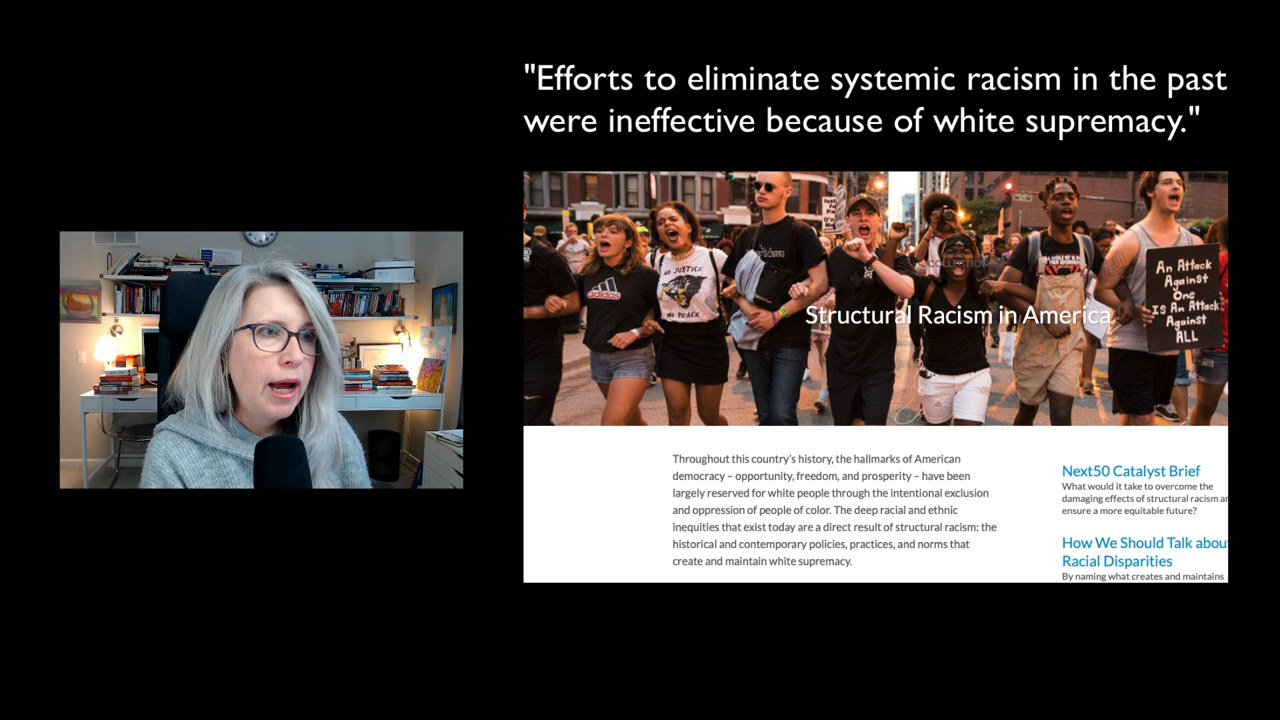 "Efforts to eliminate systemic racism in the past
were ineffective because of white supremacy."
Structural Racism in America
adidas
NO JUSTICE
NO PEACE
An Attack
Against
One
IS An Attack
Against
ALL
Throughout this country's history, the hallmarks of American
democracy – opportunity, freedom, and prosperity – have been
largely reserved for white people through the intentional exclusion
and oppression of people of color. The deep racial and ethnic
inequities that exist today are a direct result of structural racism: the
historical and contemporary policies, practices, and norms that
create and maintain white supremacy.
Next50 Catalyst Brief
What would it take to overcome the
damaging effects of structural racism an
ensure a more equitable future?
How We Should Talk about
Racial Disparities
By naming what creates and maintains